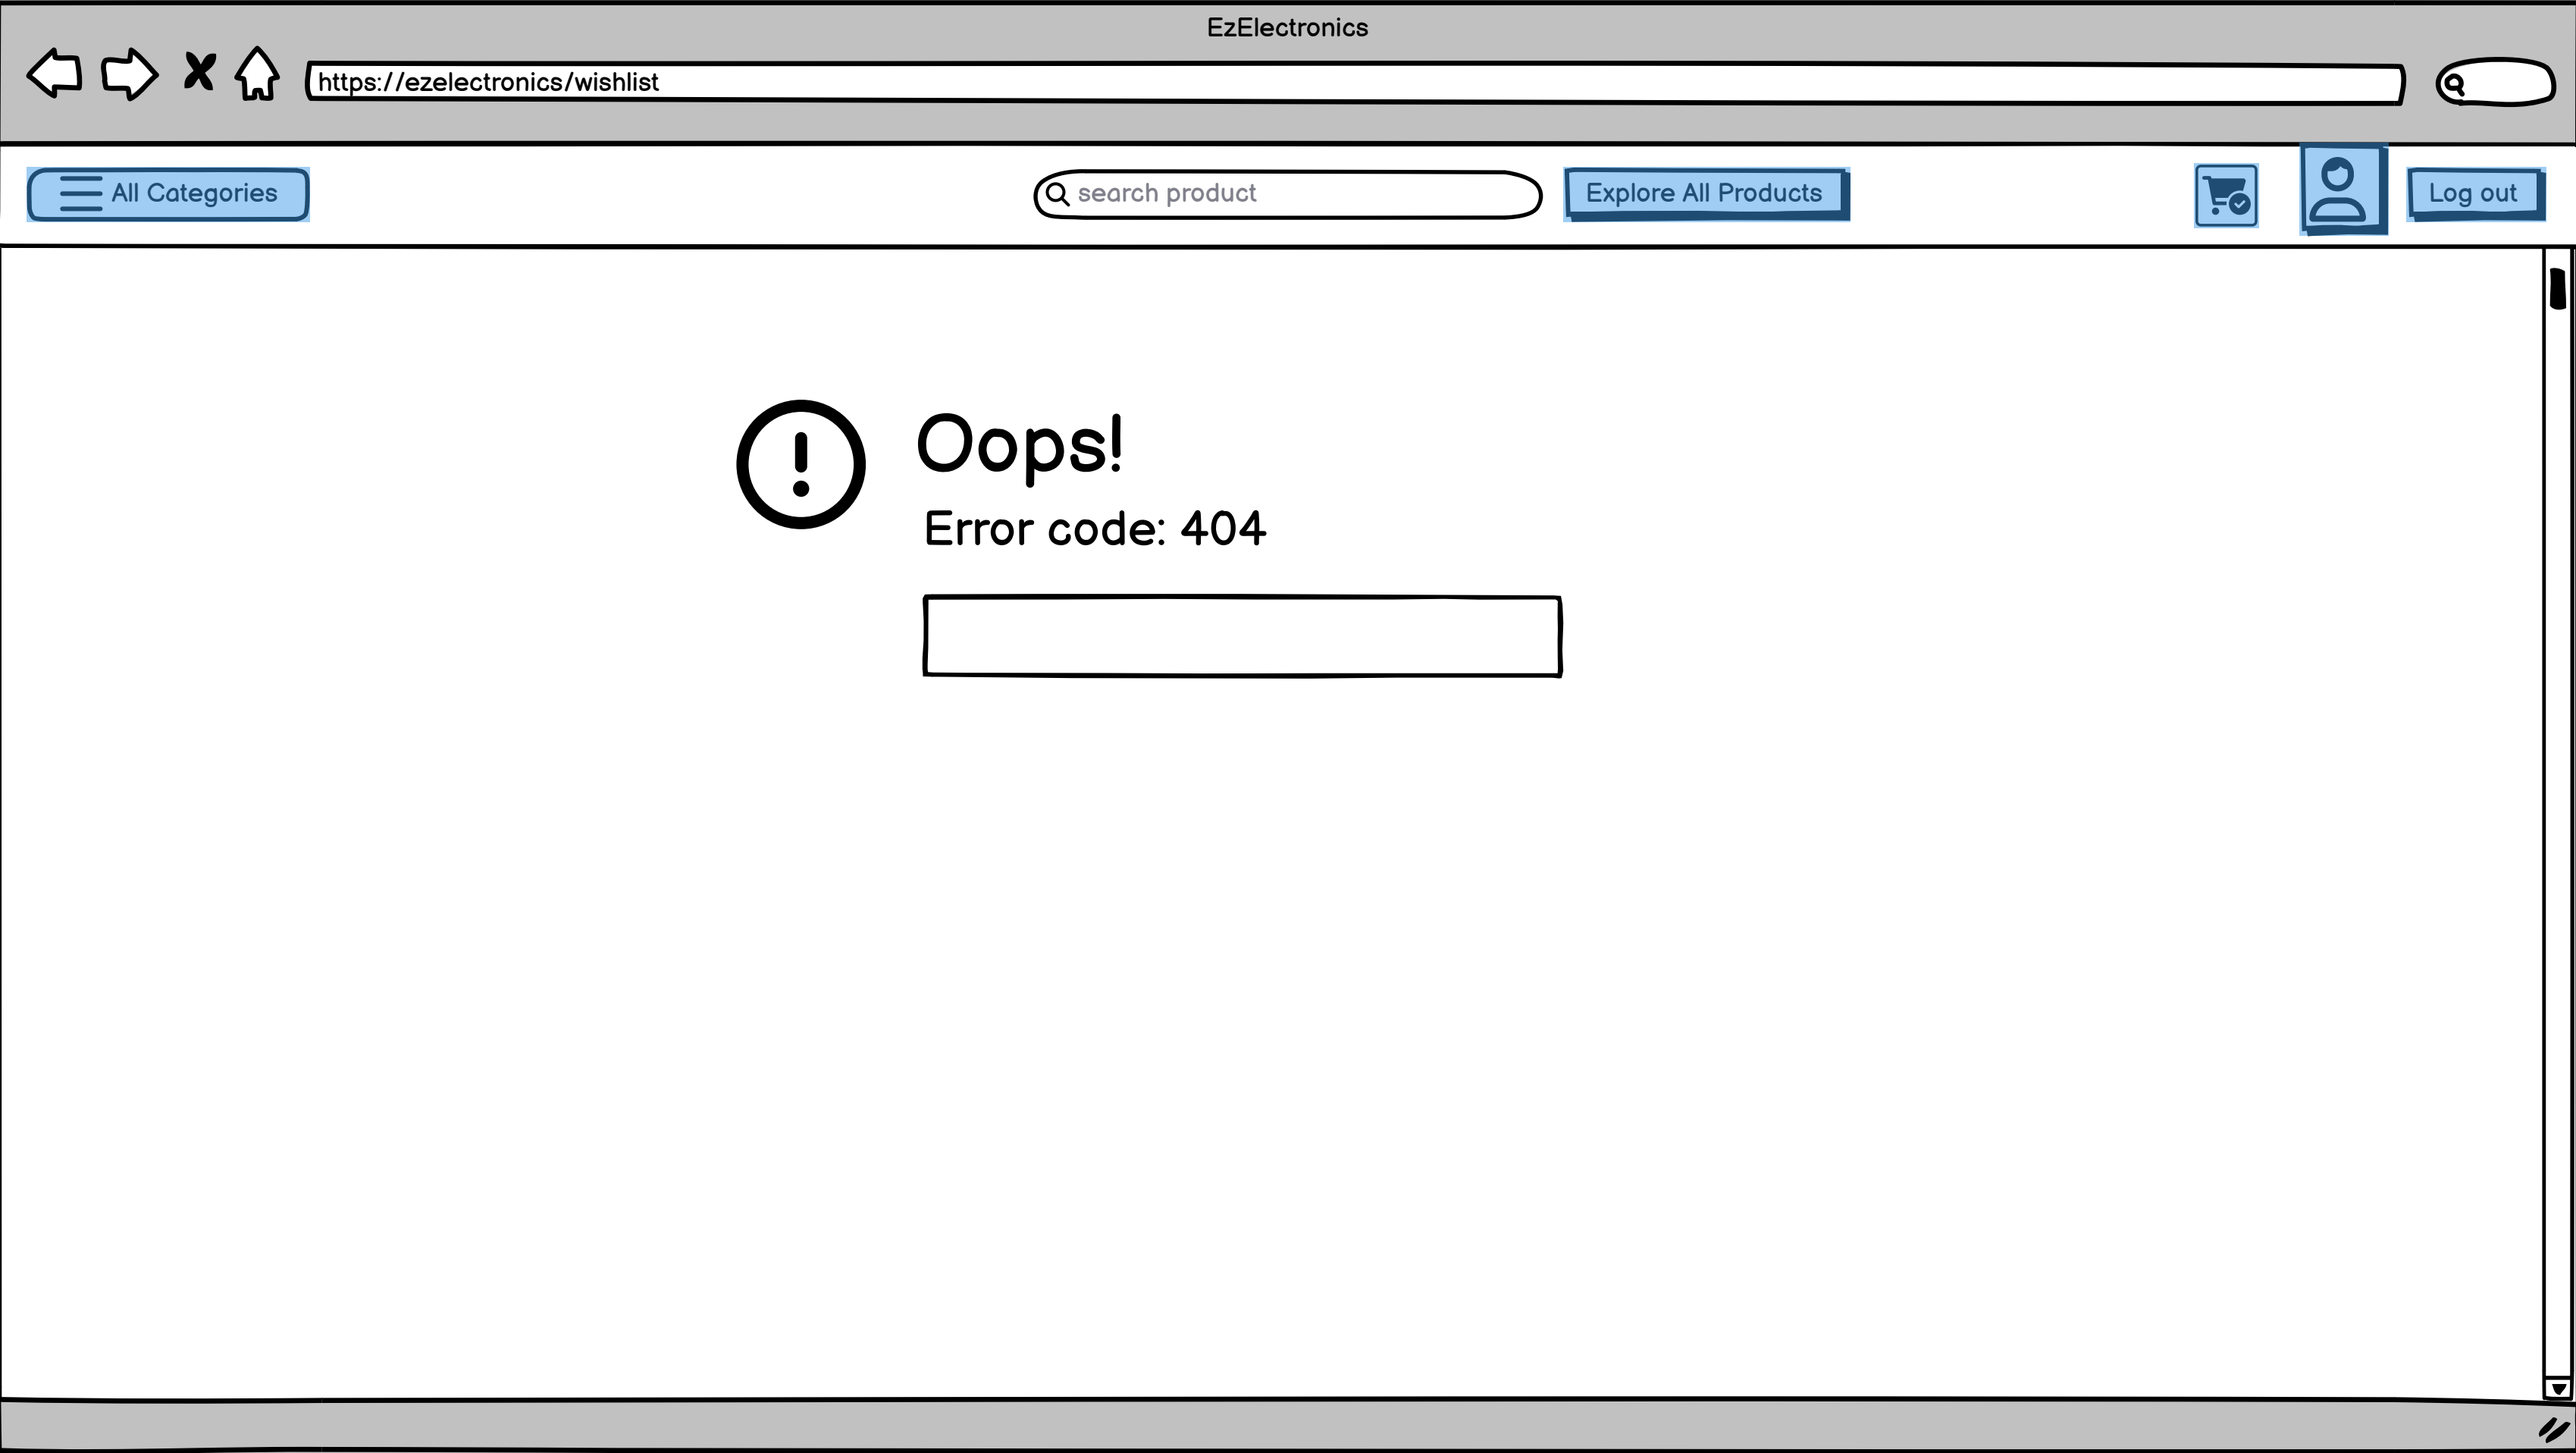 EzElectronics
https://ezelectronics/wishlist
All Categories
search product
Explore All Products
Log out
Oops!
Error code: 404